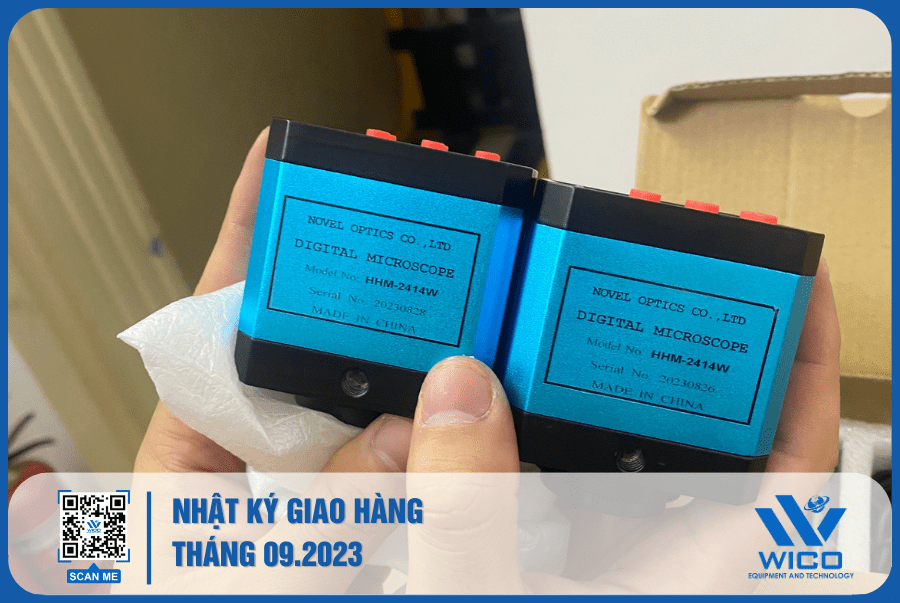 NOVEL OPTICS CO.,LTD
DIGITAL MICROSCOPE
Model No. HHM-2414W
Serial No. 20230828
MADE IN CHINA
NOVEL OPTICS CO.,LTD
DIGITAL MICROSCOPE
Model No. HHM-2414W
Serial No. 20230826
MADE IN CHINA
SCAN ME
NHẬT KÝ GIAO HÀNG
THÁNG 09.2023
WICO
EQUIPMENT AND TECHNOLOGY